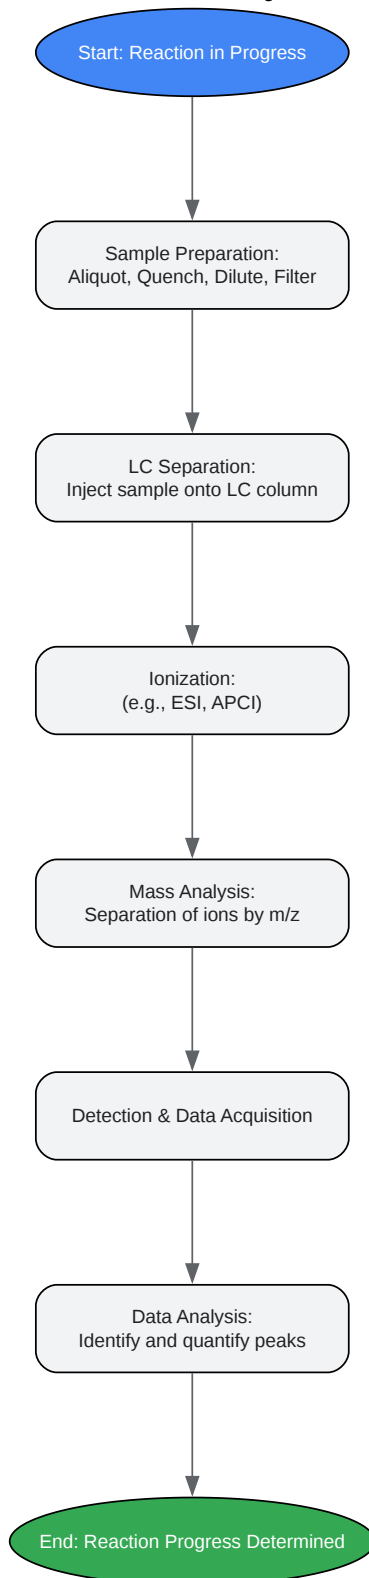 Start: Reaction in Progress
Sample Preparation:
Aliquot, Quench, Dilute, Filter
LC Separation:
Inject sample onto LC column
Ionization:
(e.g., ESI, APCI)
Mass Analysis:
Separation of ions by m/z
Detection & Data Acquisition
Data Analysis:
Identify and quantify peaks
End: Reaction Progress Determined